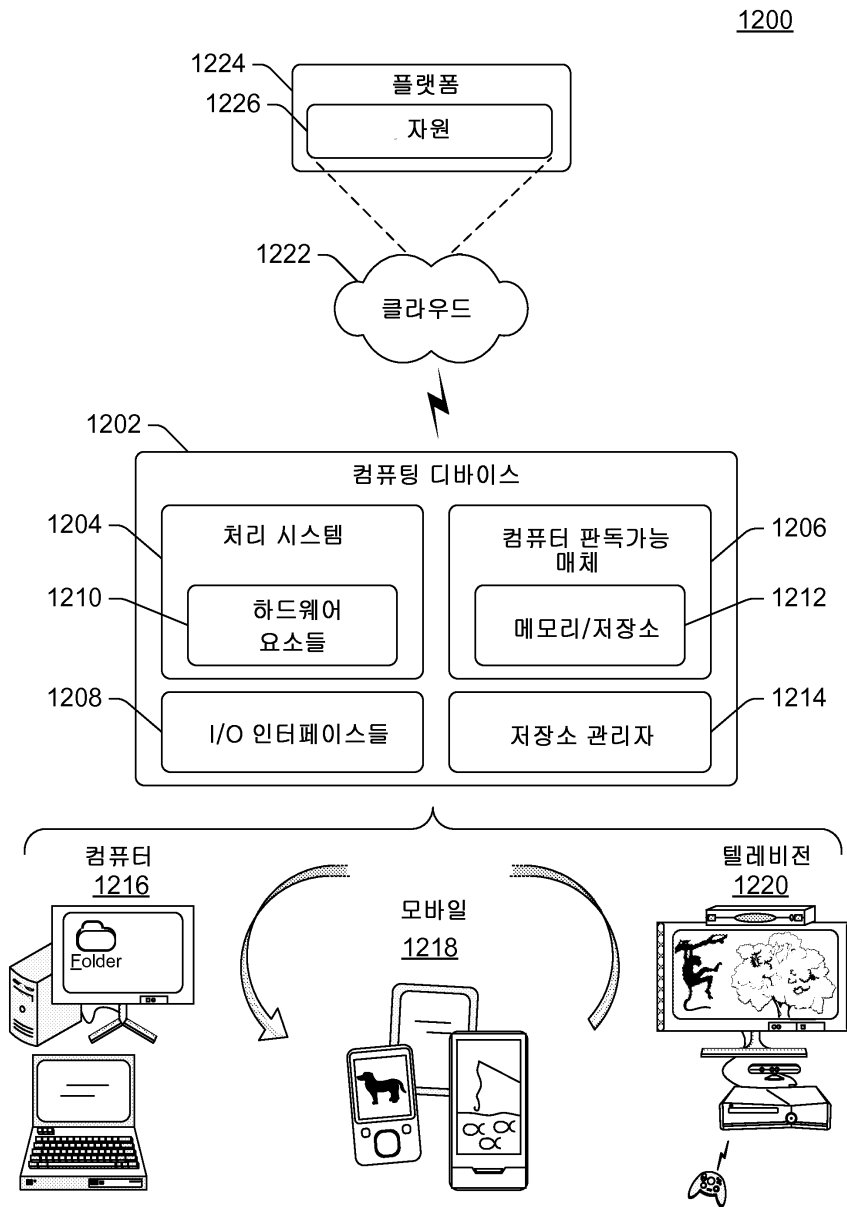 1200
1224
플랫폼
1226
자원
1222
클라우드
1202
컴퓨팅 디바이스
1204
처리 시스템
컴퓨터 판독가능
매체
1206
1210
하드웨어
요소들
메모리/저장소
1212
1208
I/O 인터페이스들
저장소 관리자
1214
컴퓨터
1216
Folder
모바일
1218
텔레비전
1220